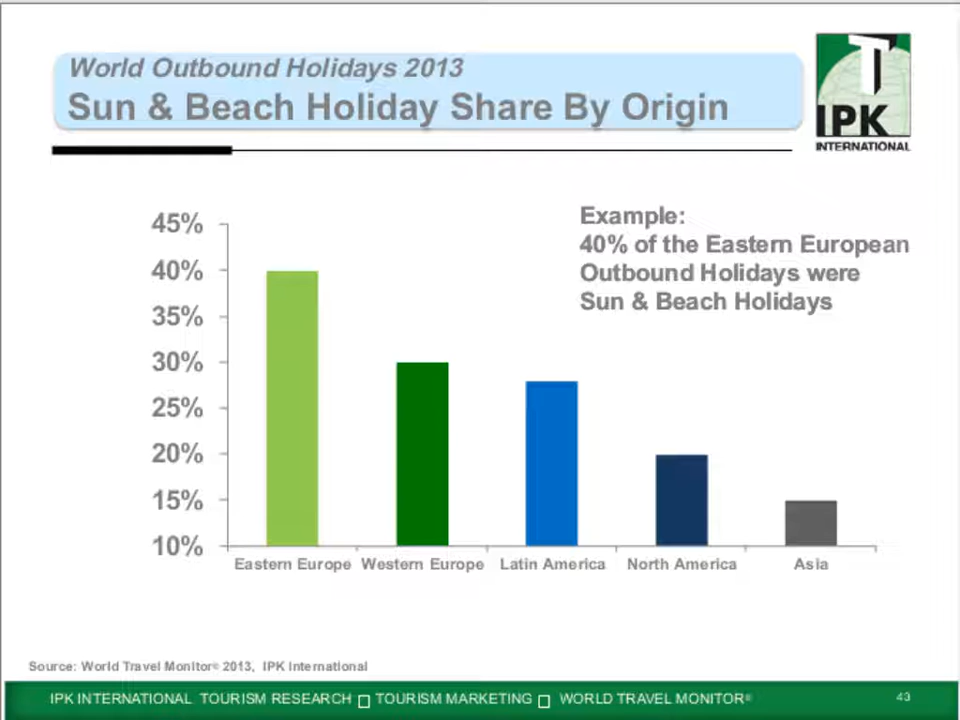 World Outbound Holidays 2013
Sun & Beach Holiday Share By Origin
IPK
INTERNATIONAL
Example:
40% of the Eastern European
Outbound Holidays were
Sun & Beach Holidays
45%
40%
35%
30%
25%
20%
15%
10%
Eastern Europe Western Europe Latin America North America Asia
Source: World Travel Monitor® 2013, IPK International
IPK INTERNATIONAL TOURISM RESEARCH □ TOURISM MARKETING □ WORLD TRAVEL MONITOR® 43